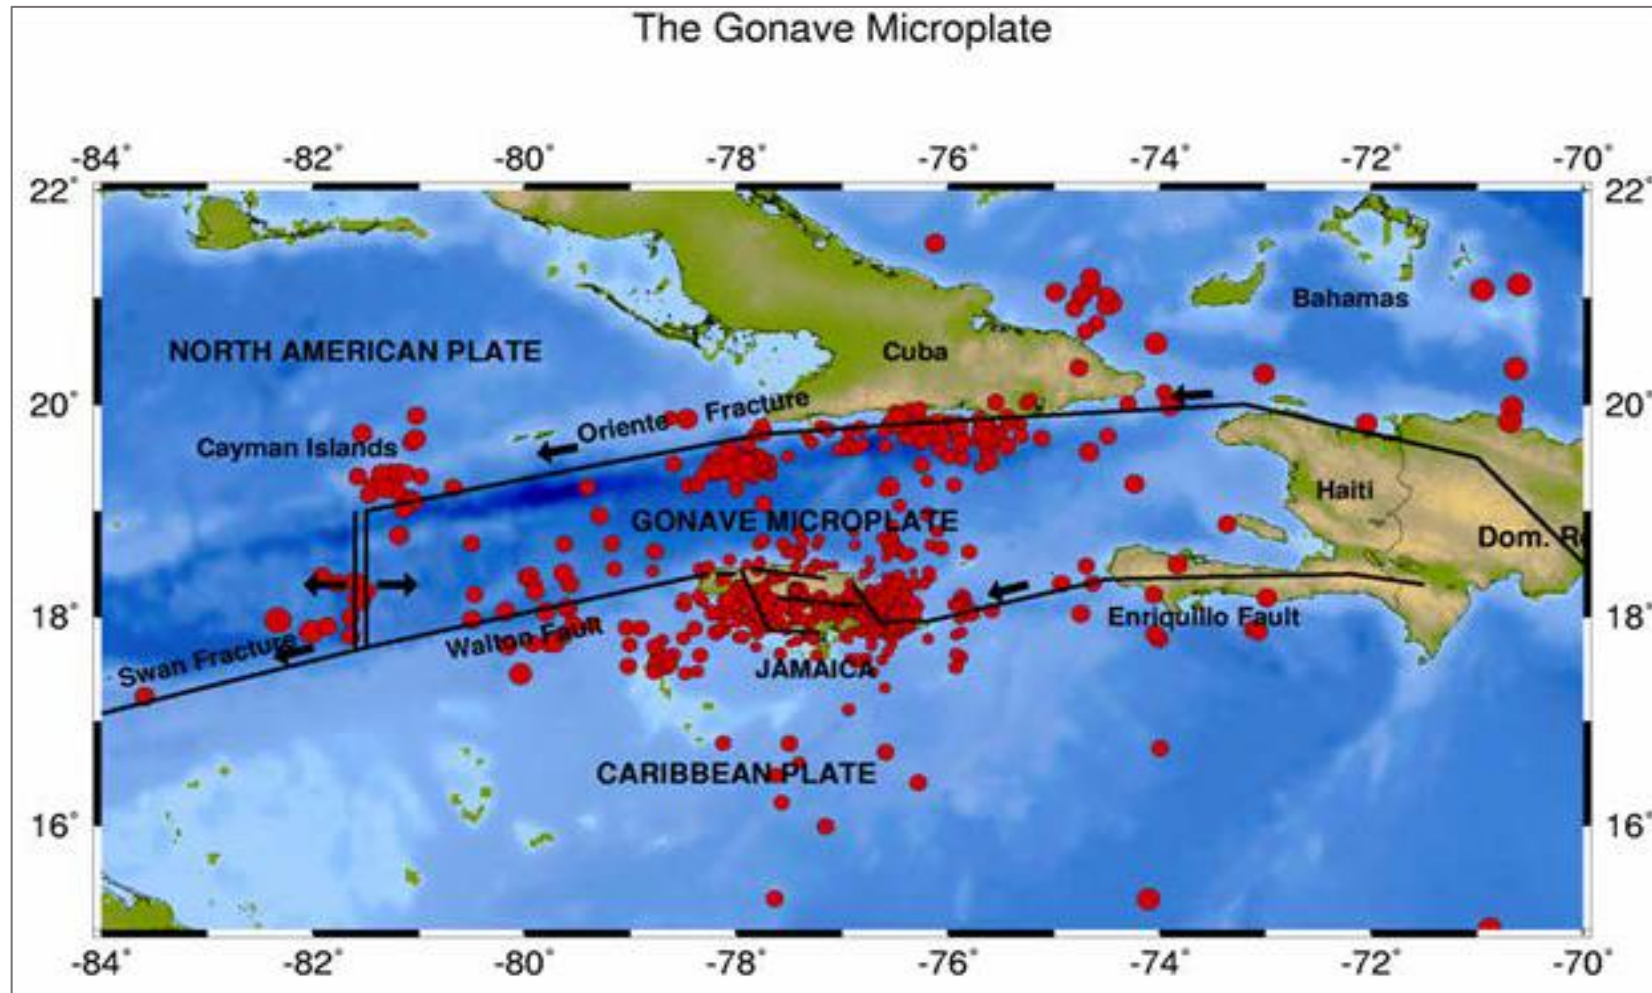 The Gonave Microplate
-84° -82° -80° -78° -76° -74° -72° -70°
22° 22°
Bahamas
NORTH AMERICAN PLATE
Cuba
20° 20°
Oriente Fracture
Cayman Islands
Haiti
GONAVE MICROPLATE
Dom. R
18° 18°
Enriquillo Fault
Walton Fault
Swan Fracture
JAMAICA
CARIBBEAN PLATE
16° 16°
-84° -82° -80° -78° -76° -74° -72° -70°